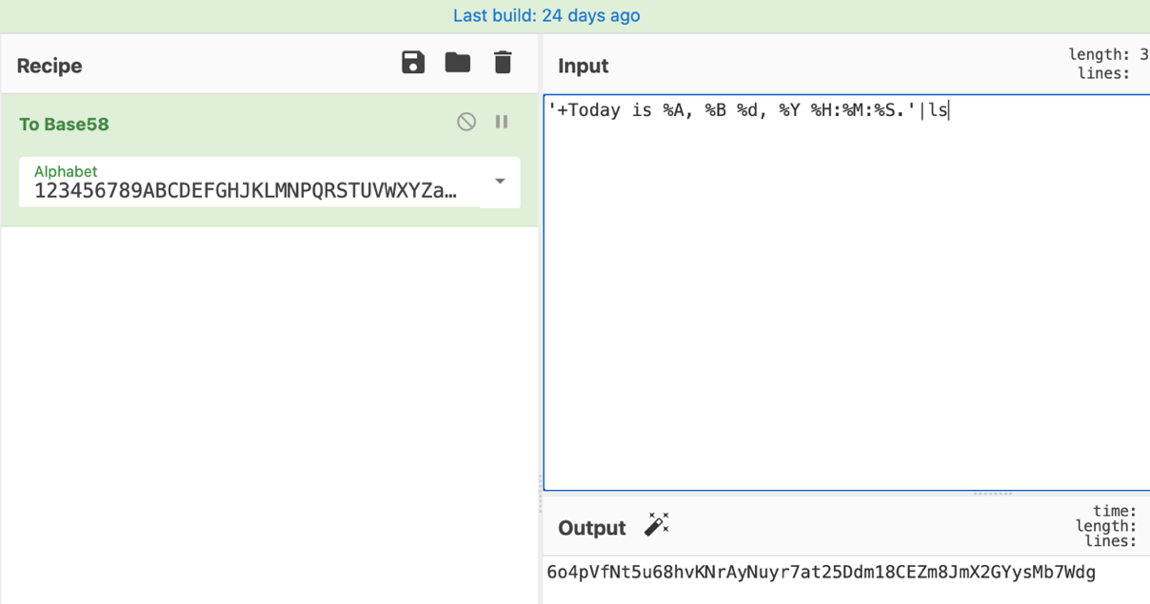 Last build: 24 days ago
Recipe
To Base58
Alphabet
123456789ABCDEFGHJKLMNPQRSTUVWXYZa…
Input
length: 3
lines:
'+Today is %A, %B %d, %Y %H:%M:%S.'|ls
Output
time:
length:
lines:
6o4pVfNt5u68hvKNrAyNuyr7at25Ddm18CEZm8JmX2GYysMb7Wdg